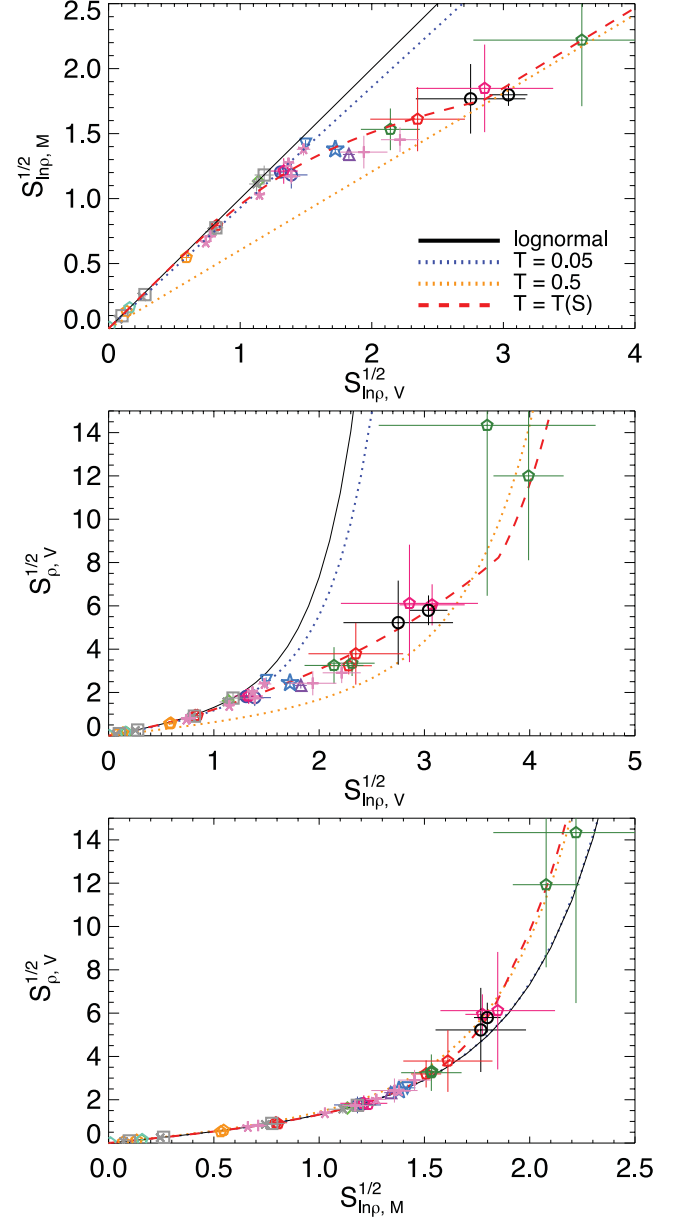 2.5
2.0
1.5
1.0
0.5
0.0
S^{1/2}_{lnρ, M}
lognormal
T = 0.05
T = 0.5
T = T(S)
0 1 2 3 4
S^{1/2}_{lnρ, V}
14
12
10
8
6
4
2
0
S^{1/2}_{ρ, V}
0 1 2 3 4 5
S^{1/2}_{lnρ, V}
14
12
10
8
6
4
2
0
S^{1/2}_{ρ, V}
0.0 0.5 1.0 1.5 2.0 2.5
S^{1/2}_{lnρ, M}